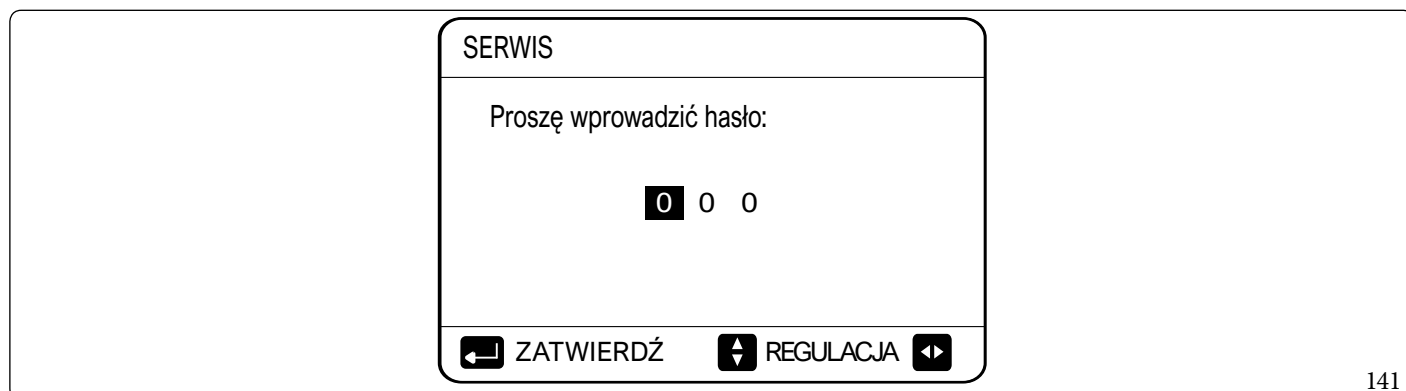 SERWIS
Proszę wprowadzić hasło:
0 0 0
ZATWIERDŹ REGULACJA
141